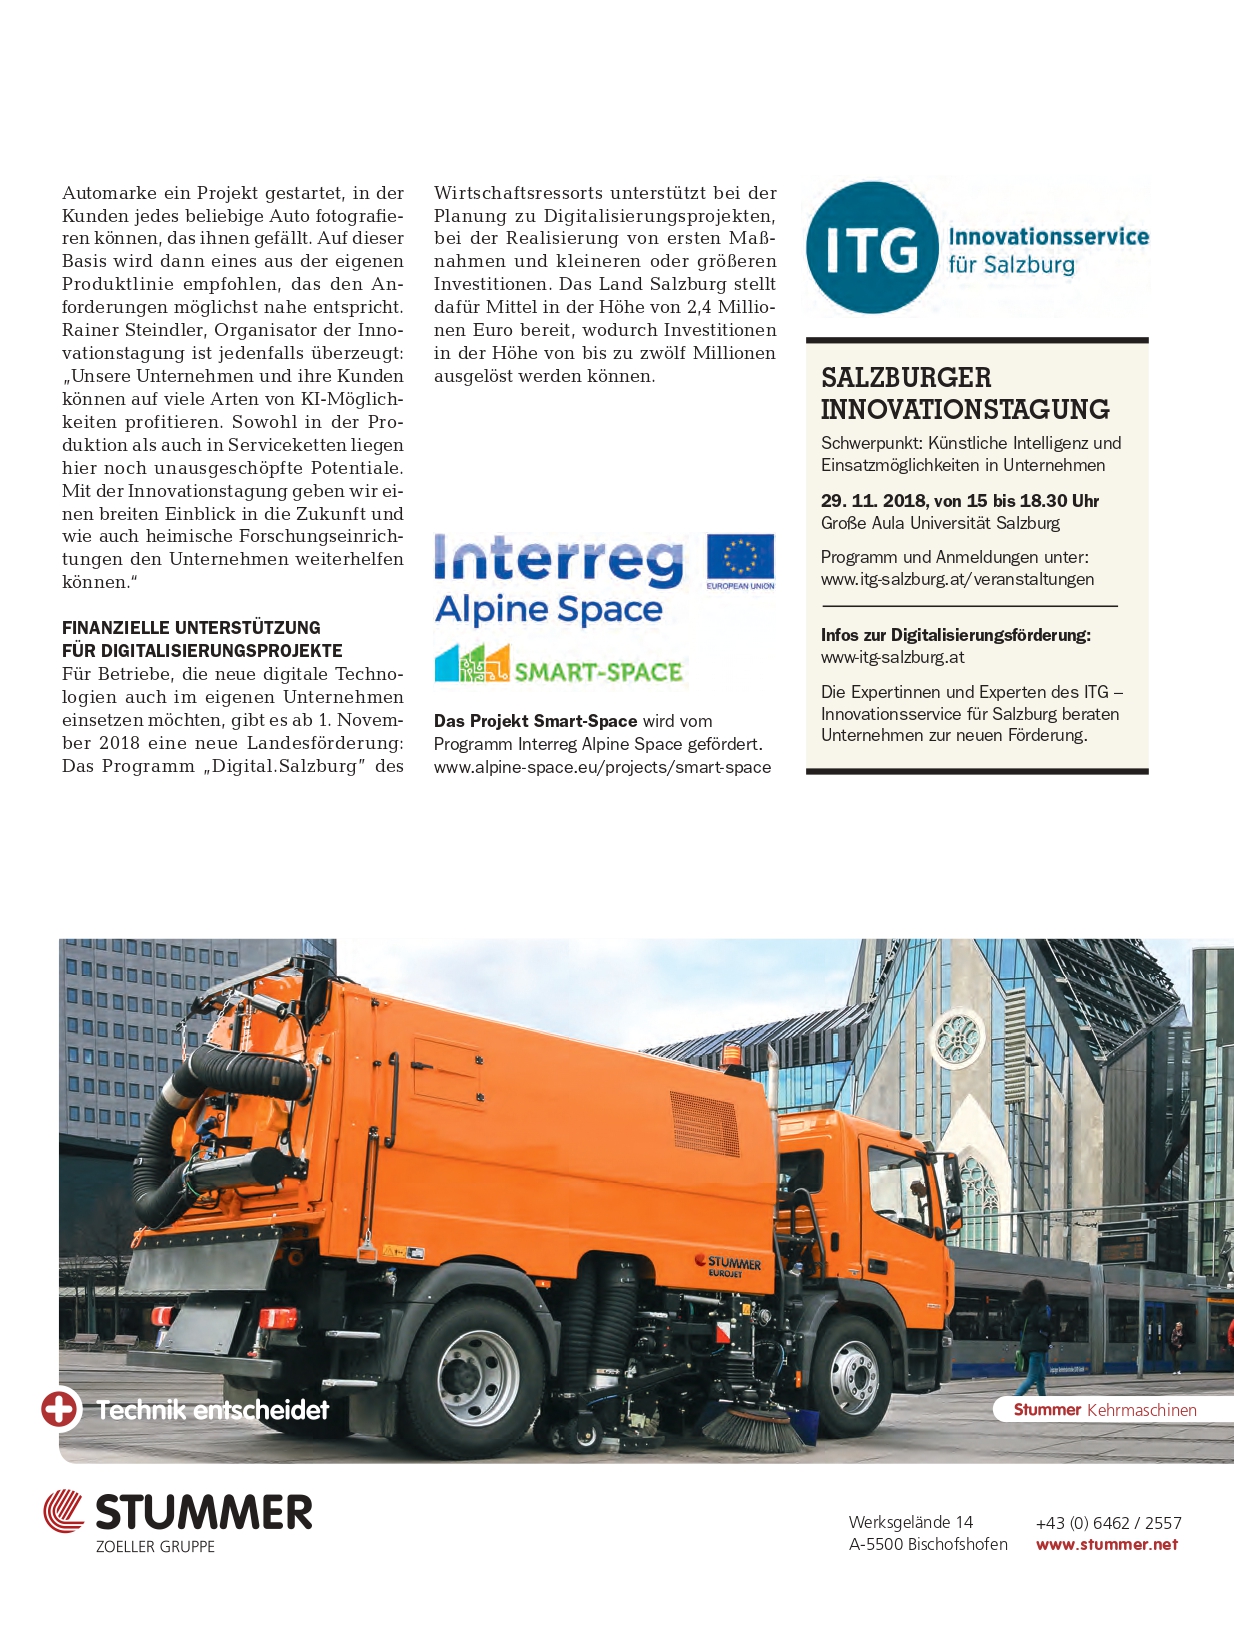 Automarke ein Projekt gestartet, in der
Kunden jedes beliebige Auto fotografie-
ren können, das ihnen gefällt. Auf dieser
Basis wird dann eines aus der eigenen
Produktlinie empfohlen, das den An-
forderungen möglichst nahe entspricht.
Rainer Steindler, Organisator der Inno-
vationstagung ist jedenfalls überzeugt:
„Unsere Unternehmen und ihre Kunden
können auf viele Arten von KI-Möglich-
keiten profitieren. Sowohl in der Pro-
duktion als auch in Serviceketten liegen
hier noch unausgeschöpfte Potentiale.
Mit der Innovationstagung geben wir ei-
nen breiten Einblick in die Zukunft und
wie auch heimische Forschungseinrich-
tungen den Unternehmen weiterhelfen
können.“
FINANZIELLE UNTERSTÜTZUNG
FÜR DIGITALISIERUNGSPROJEKTE
Für Betriebe, die neue digitale Techno-
logien auch im eigenen Unternehmen
einsetzen möchten, gibt es ab 1. Novem-
ber 2018 eine neue Landesförderung:
Das Programm „Digital.Salzburg” des
Wirtschaftsressorts unterstützt bei der
Planung zu Digitalisierungsprojekten,
bei der Realisierung von ersten Maß-
nahmen und kleineren oder größeren
Investitionen. Das Land Salzburg stellt
dafür Mittel in der Höhe von 2,4 Millio-
nen Euro bereit, wodurch Investitionen
in der Höhe von bis zu zwölf Millionen
ausgelöst werden können.
Interreg
EUROPEAN UNION
Alpine Space
SMART-SPACE
Das Projekt Smart-Space wird vom
Programm Interreg Alpine Space gefördert.
www.alpine-space.eu/projects/smart-space
ITG
Innovationsservice
für Salzburg
SALZBURGER
INNOVATIONSTAGUNG
Schwerpunkt: Künstliche Intelligenz und
Einsatzmöglichkeiten in Unternehmen
29. 11. 2018, von 15 bis 18.30 Uhr
Große Aula Universität Salzburg
Programm und Anmeldungen unter:
www.itg-salzburg.at/veranstaltungen
Infos zur Digitalisierungsförderung:
www-itg-salzburg.at
Die Expertinnen und Experten des ITG –
Innovationsservice für Salzburg beraten
Unternehmen zur neuen Förderung.
STUMMER
EUROJET
Technik entscheidet
Stummer Kehrmaschinen
STUMMER
ZOELLER GRUPPE
Werksgelände 14
A-5500 Bischofshofen
+43 (0) 6462 / 2557
www.stummer.net